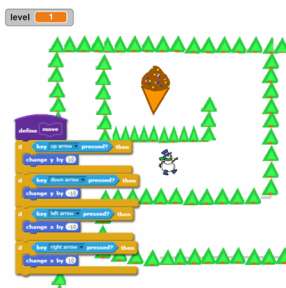 level 1
define move
if key up arrow pressed? then
change y by 10
if key down arrow pressed? then
change y by -10
if key left arrow pressed? then
change x by -10
if key right arrow pressed? then
change x by 10